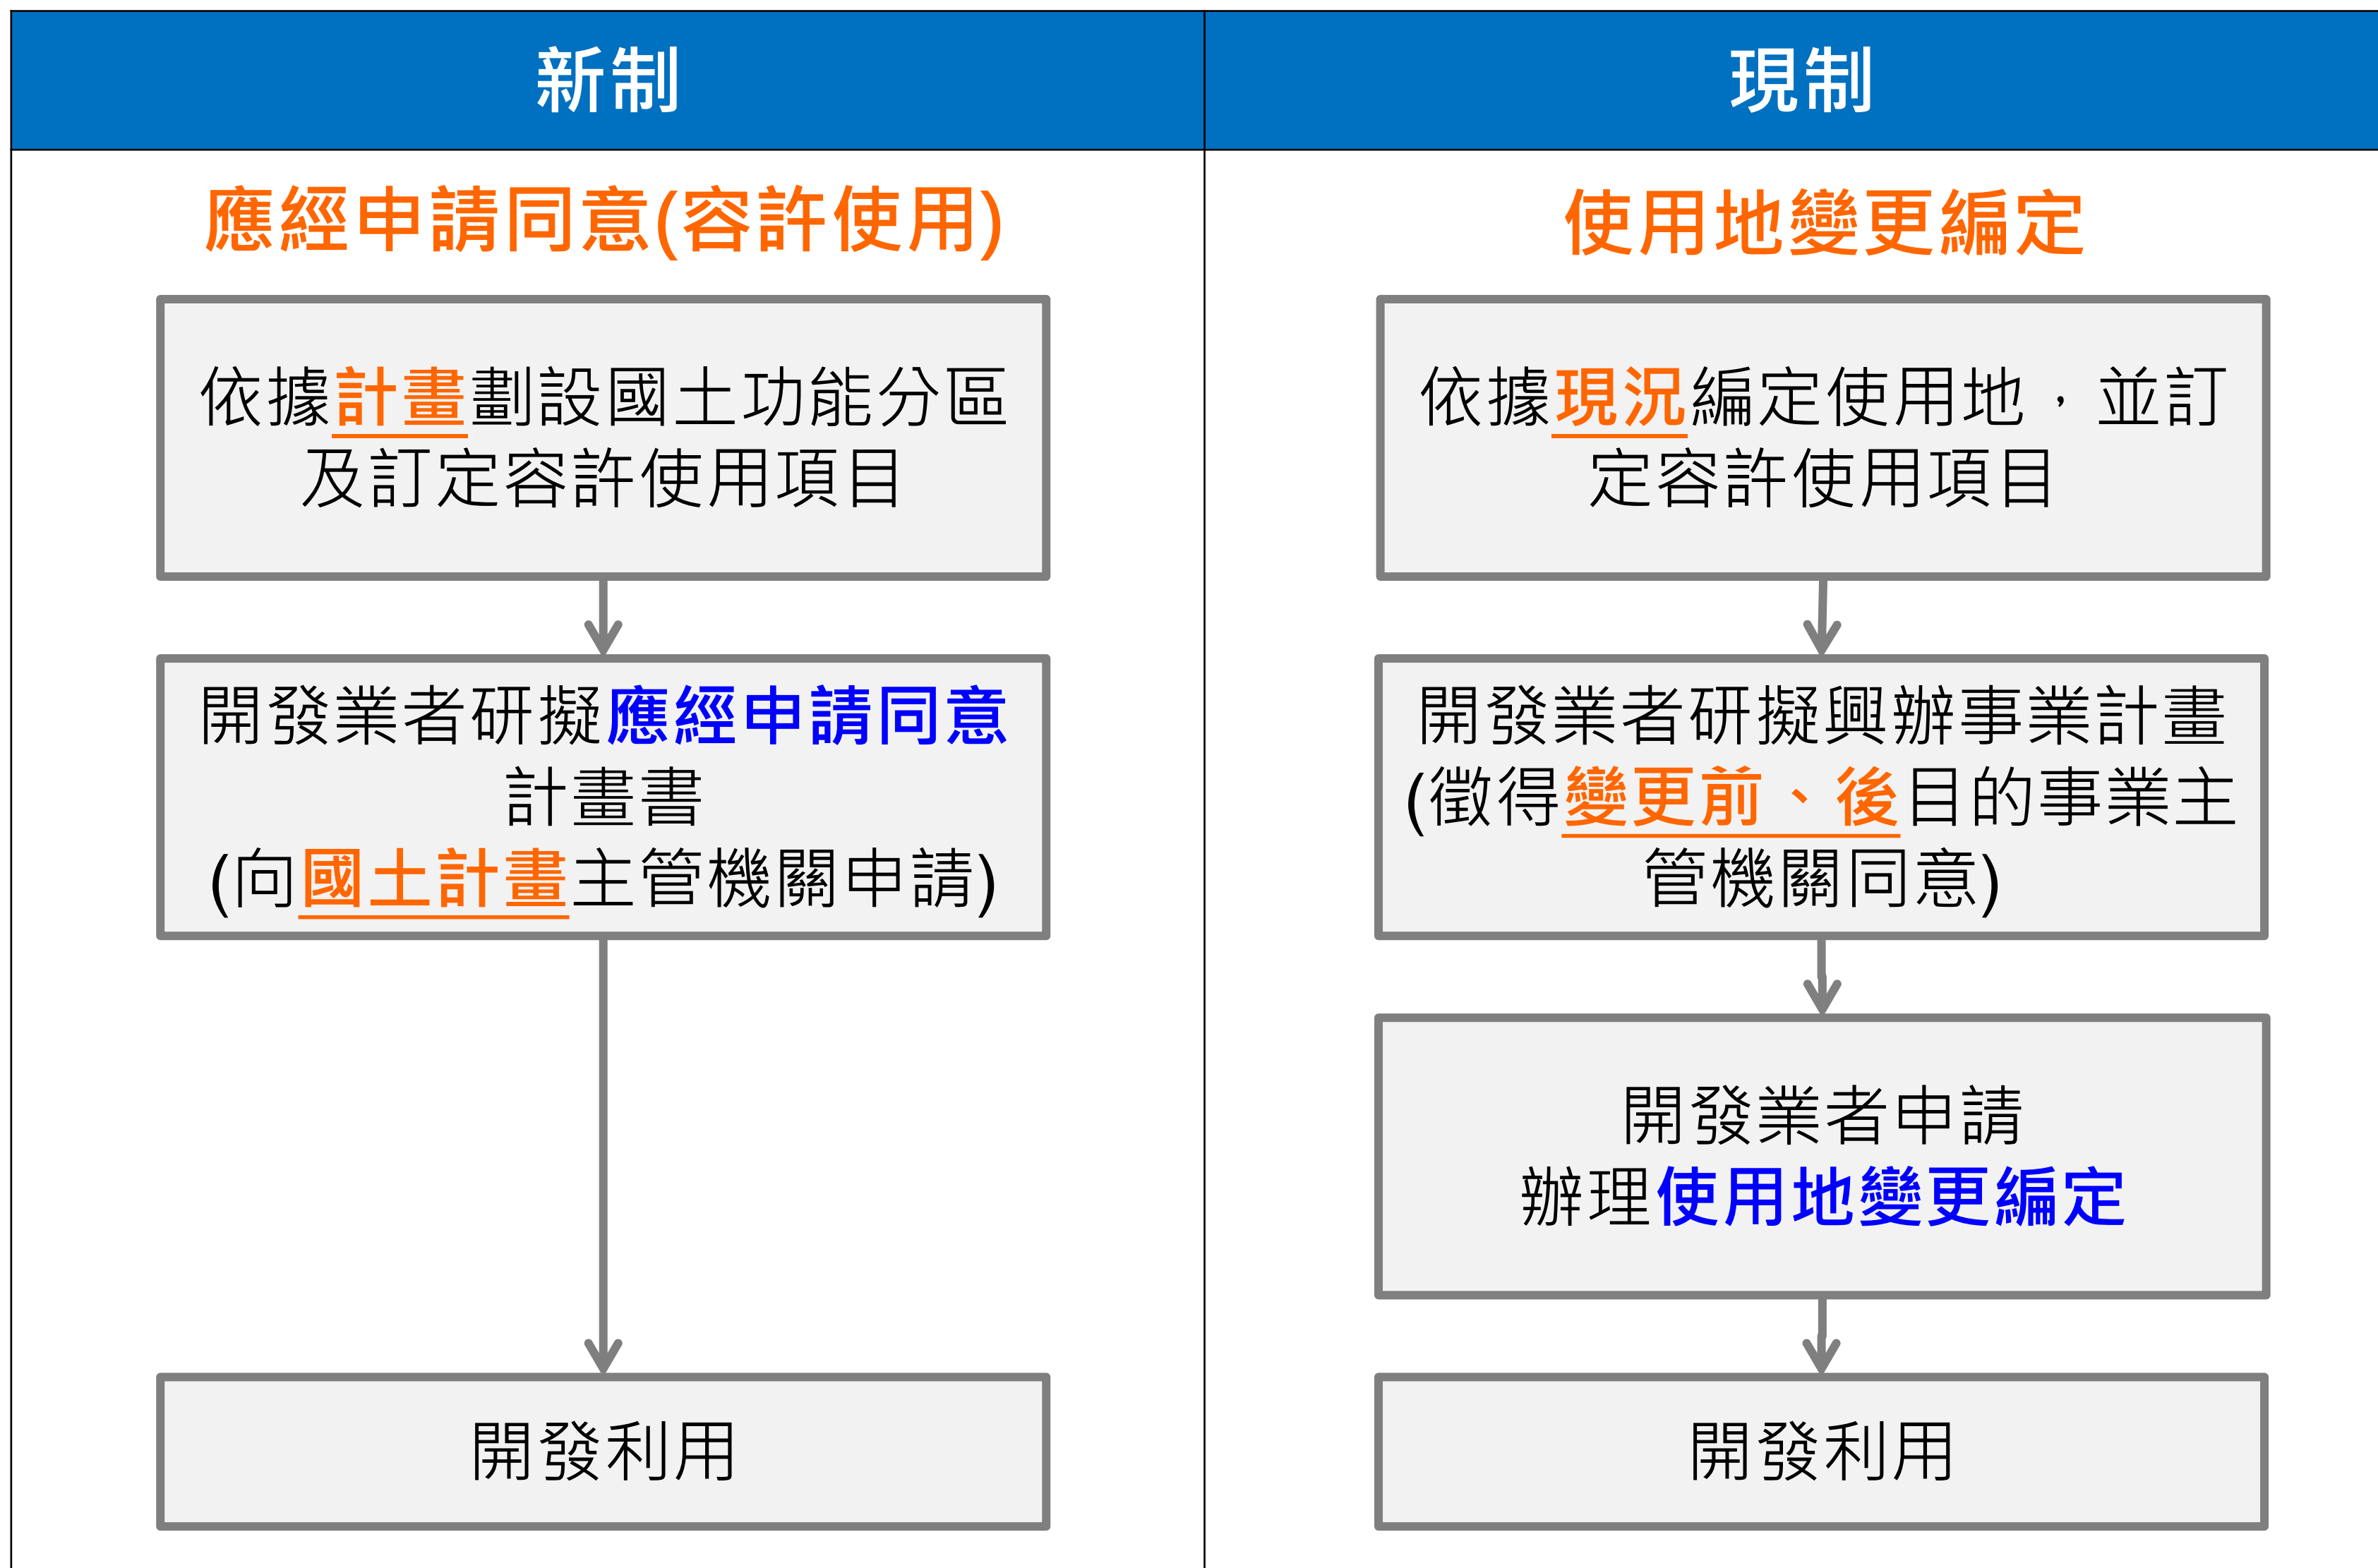 新制
應經申請同意(容許使用)
依據計畫劃設國土功能分區
及訂定容許使用項目
開發業者研擬應經申請同意
計畫書
(向國土計畫主管機關申請)
開發利用
現制
使用地變更編定
依據現況編定使用地，並訂
定容許使用項目
開發業者研擬興辦事業計畫
(徵得變更前、後目的事業主
管機關同意)
開發業者申請
辦理使用地變更編定
開發利用